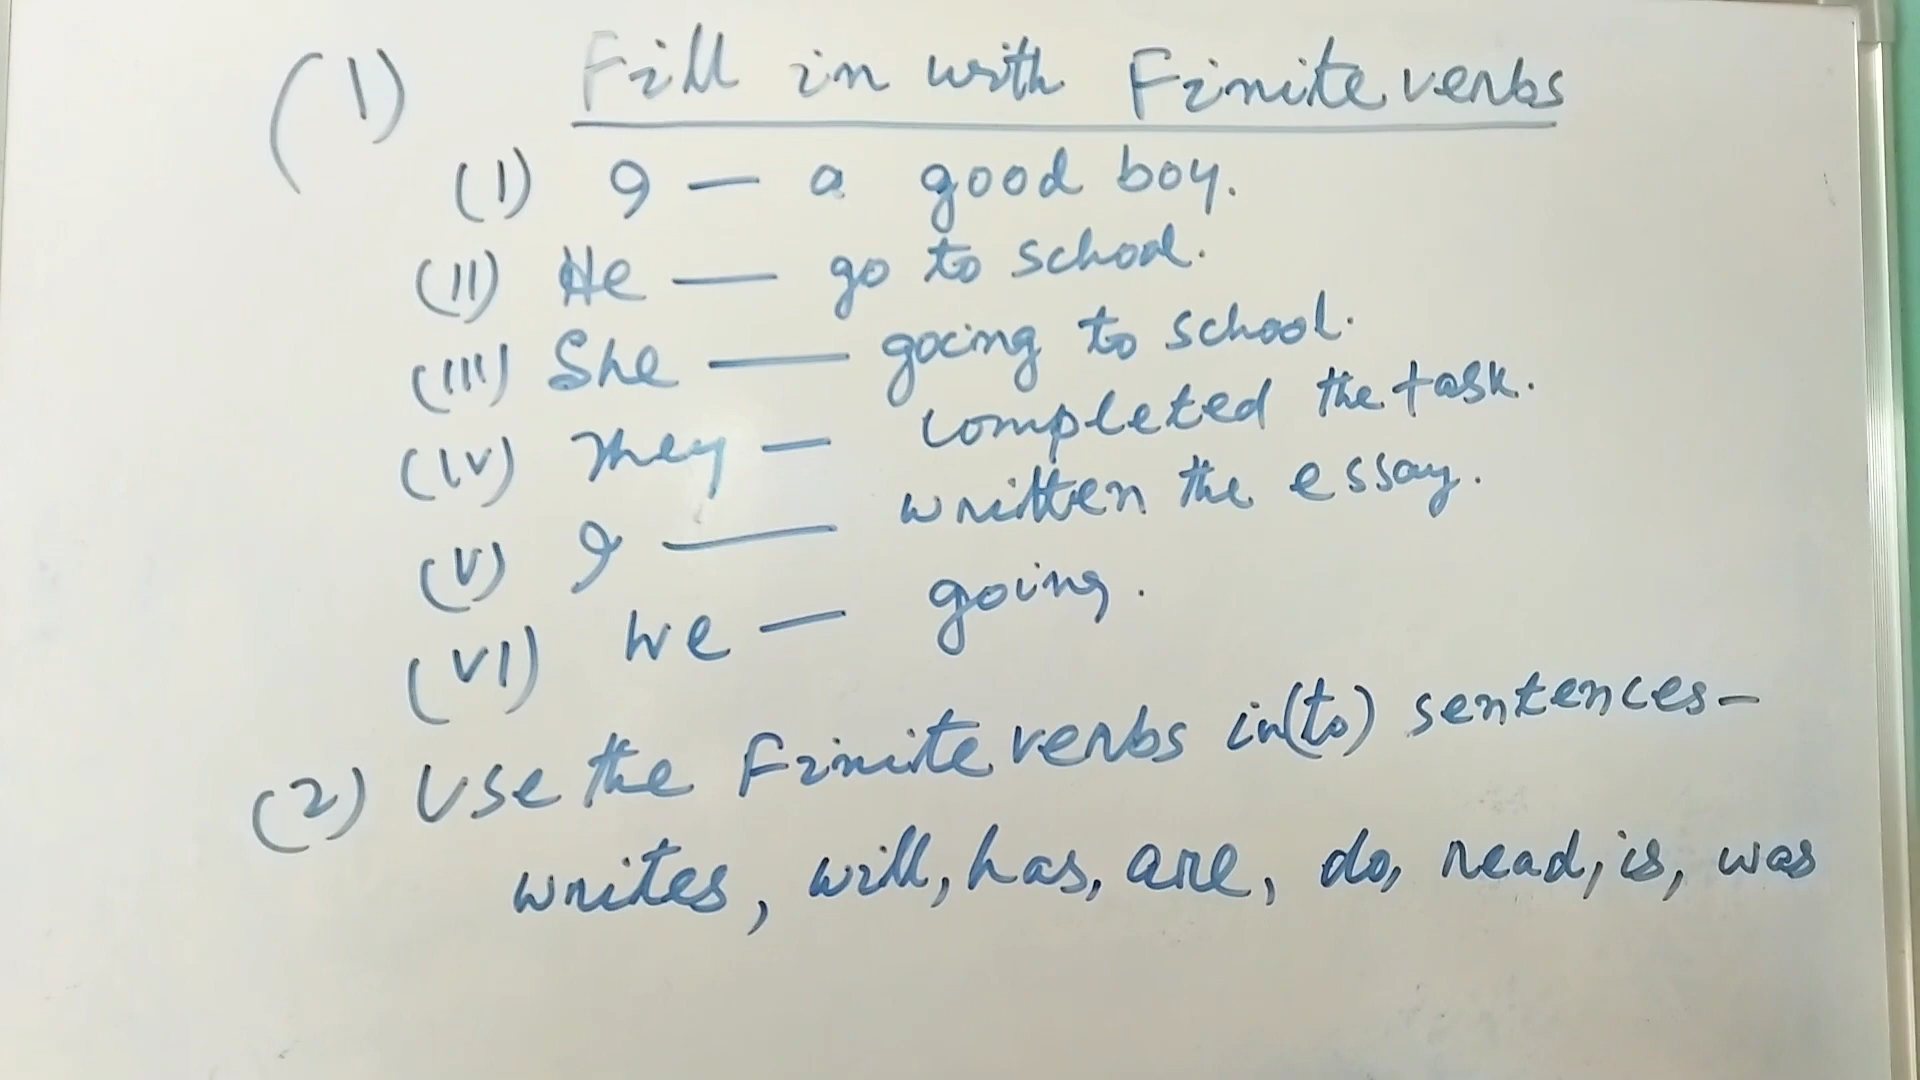 (1) Fill in with Finite verbs
(I) I — a good boy.
(II) He — go to school.
(III) She — going to school.
(IV) They — completed the task.
(V) I — written the essay.
(VI) We — going.
(2) Use the Finite verbs in(to) sentences-
writes, will, has, are, do, read, is, was